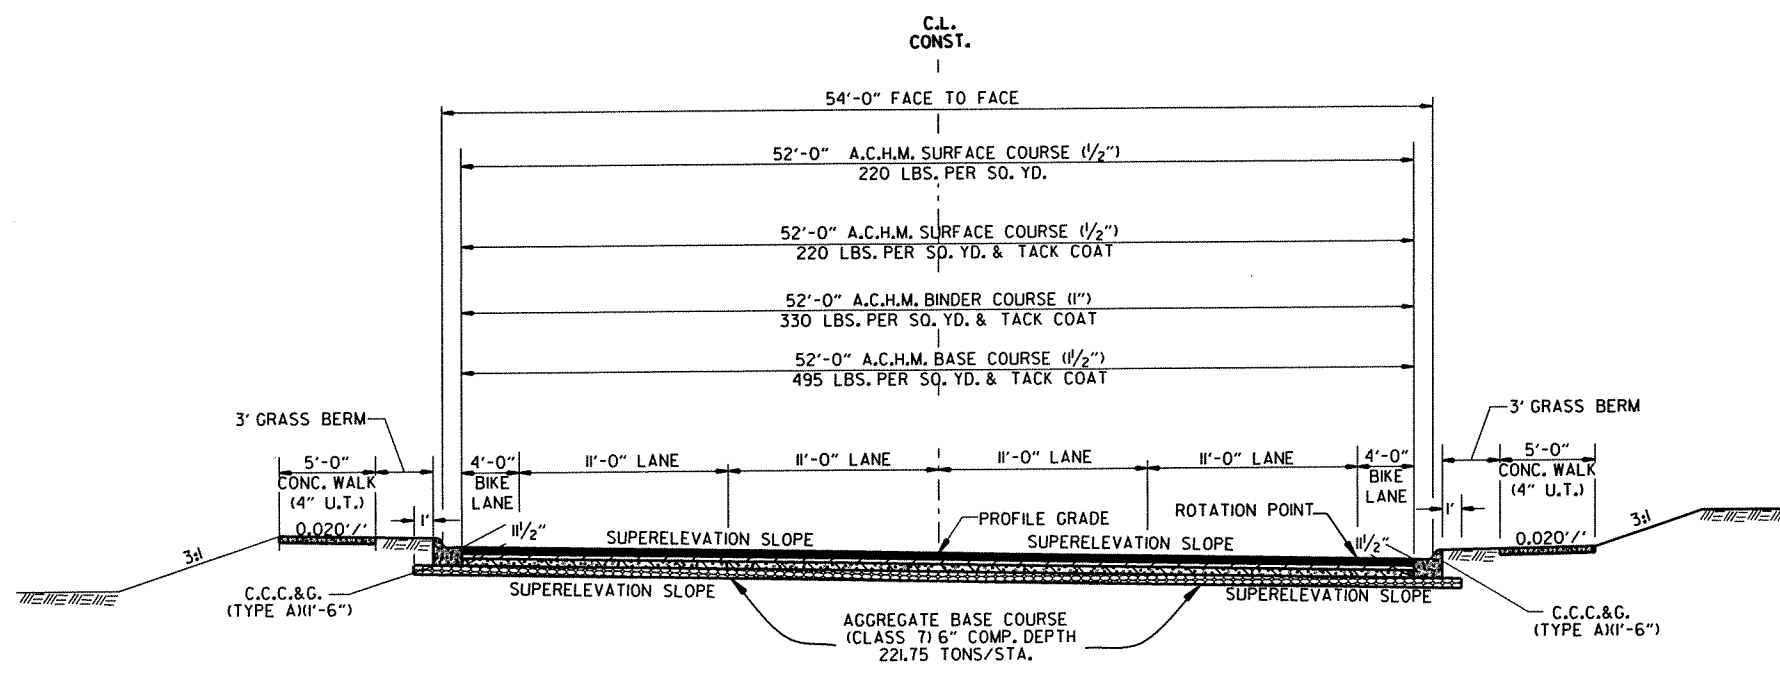 C.L.
CONST.
54'-0" FACE TO FACE
52'-0" A.C.H.M. SURFACE COURSE (1/2")
220 LBS. PER SQ. YD.
52'-0" A.C.H.M. SURFACE COURSE (1/2")
220 LBS. PER SQ. YD. & TACK COAT
52'-0" A.C.H.M. BINDER COURSE (1")
330 LBS. PER SQ. YD. & TACK COAT
52'-0" A.C.H.M. BASE COURSE (1 1/2")
495 LBS. PER SQ. YD. & TACK COAT
3' GRASS BERM
3' GRASS BERM
5'-0"
CONC. WALK
(4" U.T.)
0.020'/'
4'-0"
BIKE
LANE
11'-0" LANE
11'-0" LANE
11'-0" LANE
11'-0" LANE
4'-0"
BIKE
LANE
5'-0"
CONC. WALK
(4" U.T.)
0.020'/'
1'
1'
11 1/2"
SUPERELEVATION SLOPE
PROFILE GRADE
SUPERELEVATION SLOPE
ROTATION POINT
11 1/2"
3:1
3:1
C.C.C.&G.
(TYPE A)(1'-6")
SUPERELEVATION SLOPE
SUPERELEVATION SLOPE
C.C.C.&G.
(TYPE A)(1'-6")
AGGREGATE BASE COURSE
(CLASS 7) 6" COMP. DEPTH
221.75 TONS/STA.